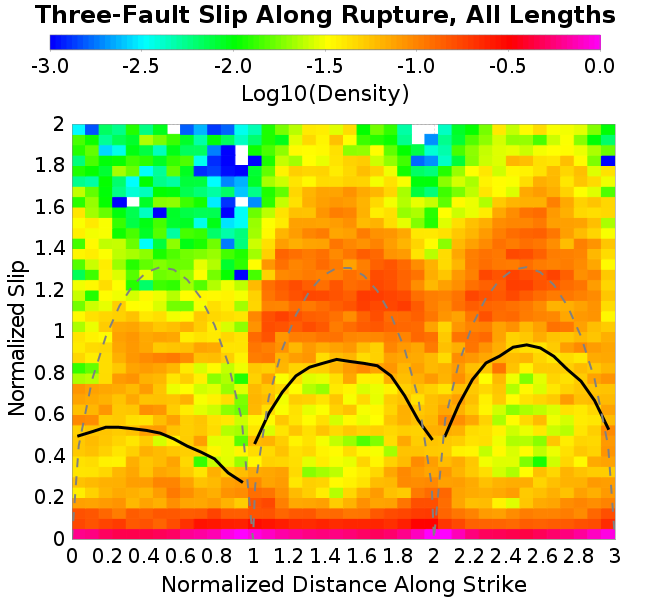 Three-Fault Slip Along Rupture, All Lengths
-3.0 -2.5 -2.0 -1.5 -1.0 -0.5 0.0
Log10(Density)
2
1.8
1.6
1.4
1.2
1
0.8
0.6
0.4
0.2
0
Normalized Slip
0 0.2 0.4 0.6 0.8 1 1.2 1.4 1.6 1.8 2 2.2 2.4 2.6 2.8 3
Normalized Distance Along Strike